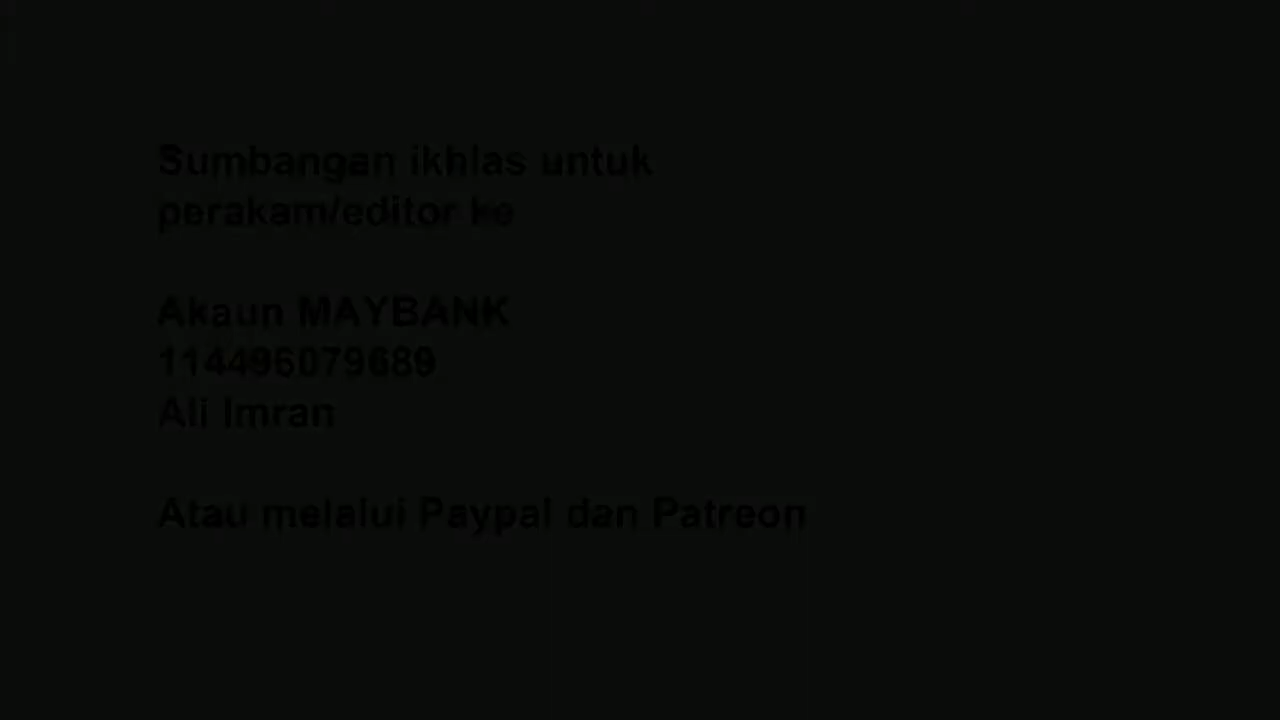 Sumbangan ikhlas untuk
perakam/editor ke
Akaun MAYBANK
114496079689
Ali Imran
Atau melalui Paypal dan Patreon